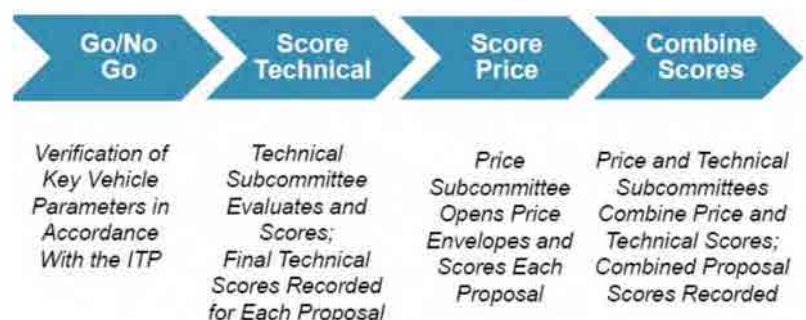 Go/No
Go
Score
Technical
Score
Price
Combine
Scores
Verification of
Key Vehicle
Parameters in
Accordance
With the ITP
Technical
Subcommittee
Evaluates and
Scores;
Final Technical
Scores Recorded
for Each Proposal
Price
Subcommittee
Opens Price
Envelopes and
Scores Each
Proposal
Price and Technical
Subcommittees
Combine Price and
Technical Scores;
Combined Proposal
Scores Recorded